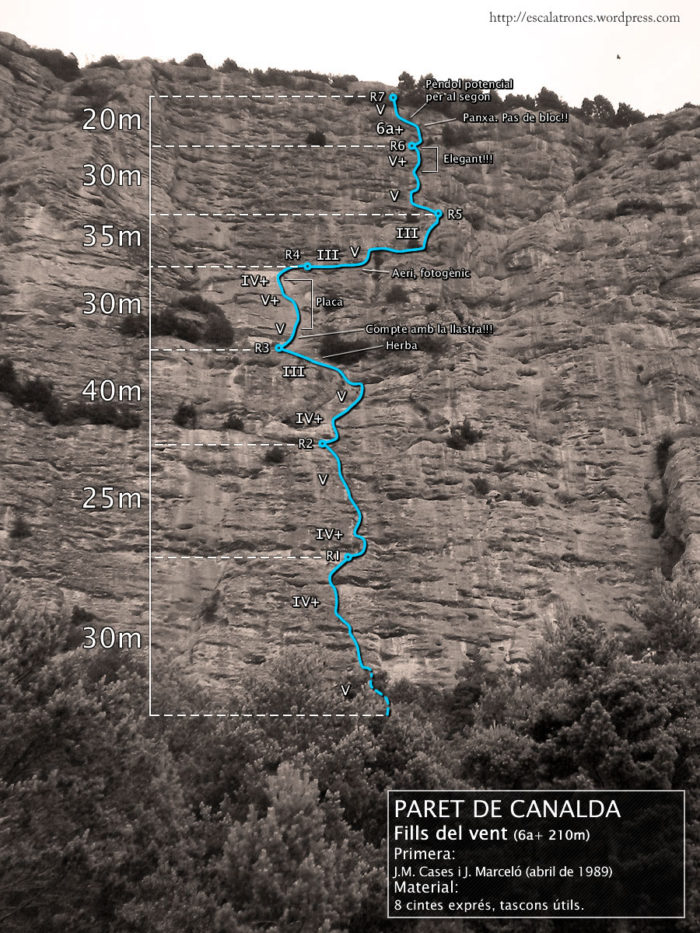 http://escalatroncs.wordpress.com
Pèndol potencial
per al segon
R7
V
20m
6a+
Panxa. Pas de bloc!!
R6
V+
Elegant!!!
30m
V
R5
35m
III
R4
III
V
Aeri, fotogènic
IV+
V+
Placa
30m
V
Compte amb la llastra!!!
Herba
R3
III
40m
V
IV+
R2
V
25m
IV+
R1
IV+
30m
V
PARET DE CANALDA
Fills del vent (6a+ 210m)
Primera:
J.M. Cases i J. Marceló (abril de 1989)
Material:
8 cintes exprés, tascons útils.